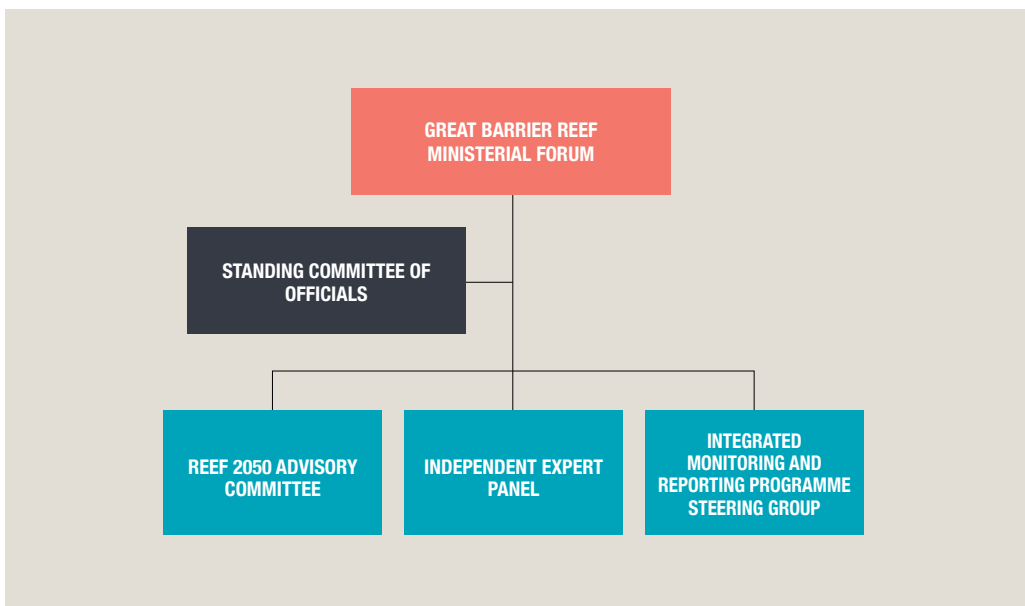 GREAT BARRIER REEF
MINISTERIAL FORUM
STANDING COMMITTEE OF
OFFICIALS
REEF 2050 ADVISORY
COMMITTEE
INDEPENDENT EXPERT
PANEL
INTEGRATED
MONITORING AND
REPORTING PROGRAMME
STEERING GROUP